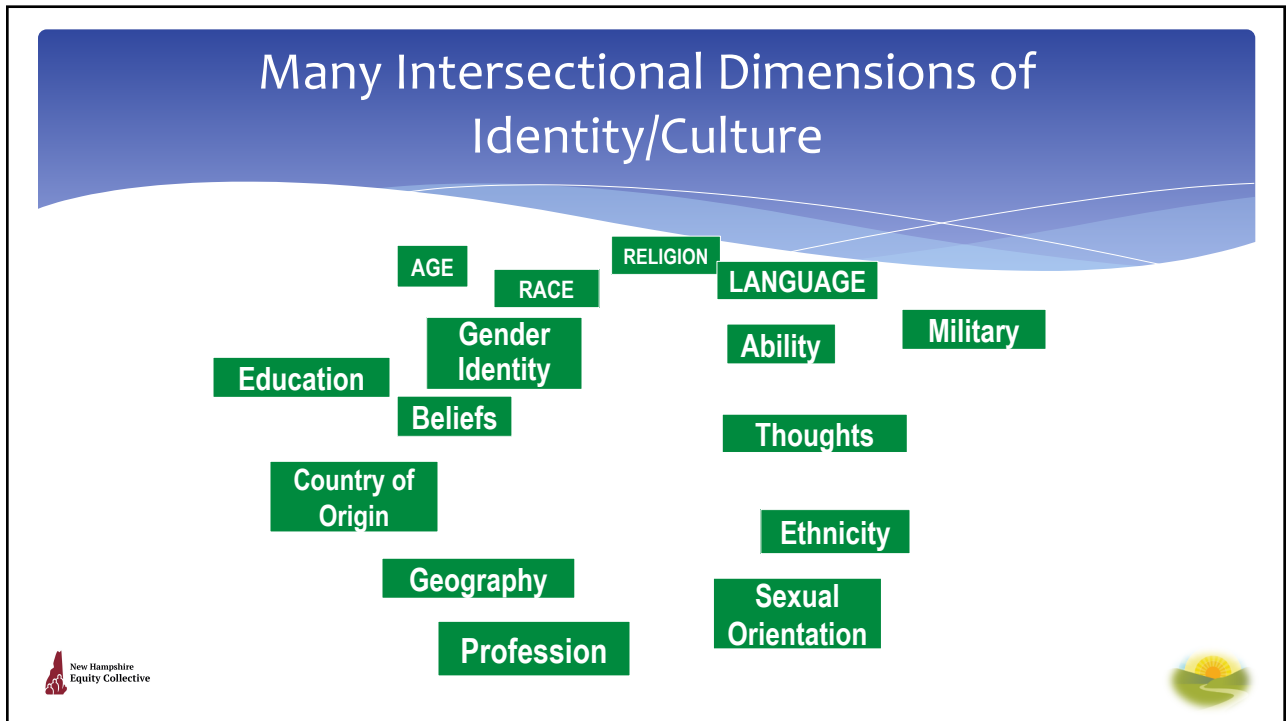 Many Intersectional Dimensions of
Identity/Culture
AGE
RACE
RELIGION
LANGUAGE
Gender
Identity
Ability
Military
Education
Beliefs
Thoughts
Country of
Origin
Ethnicity
Geography
Sexual
Orientation
Profession
New Hampshire
Equity Collective